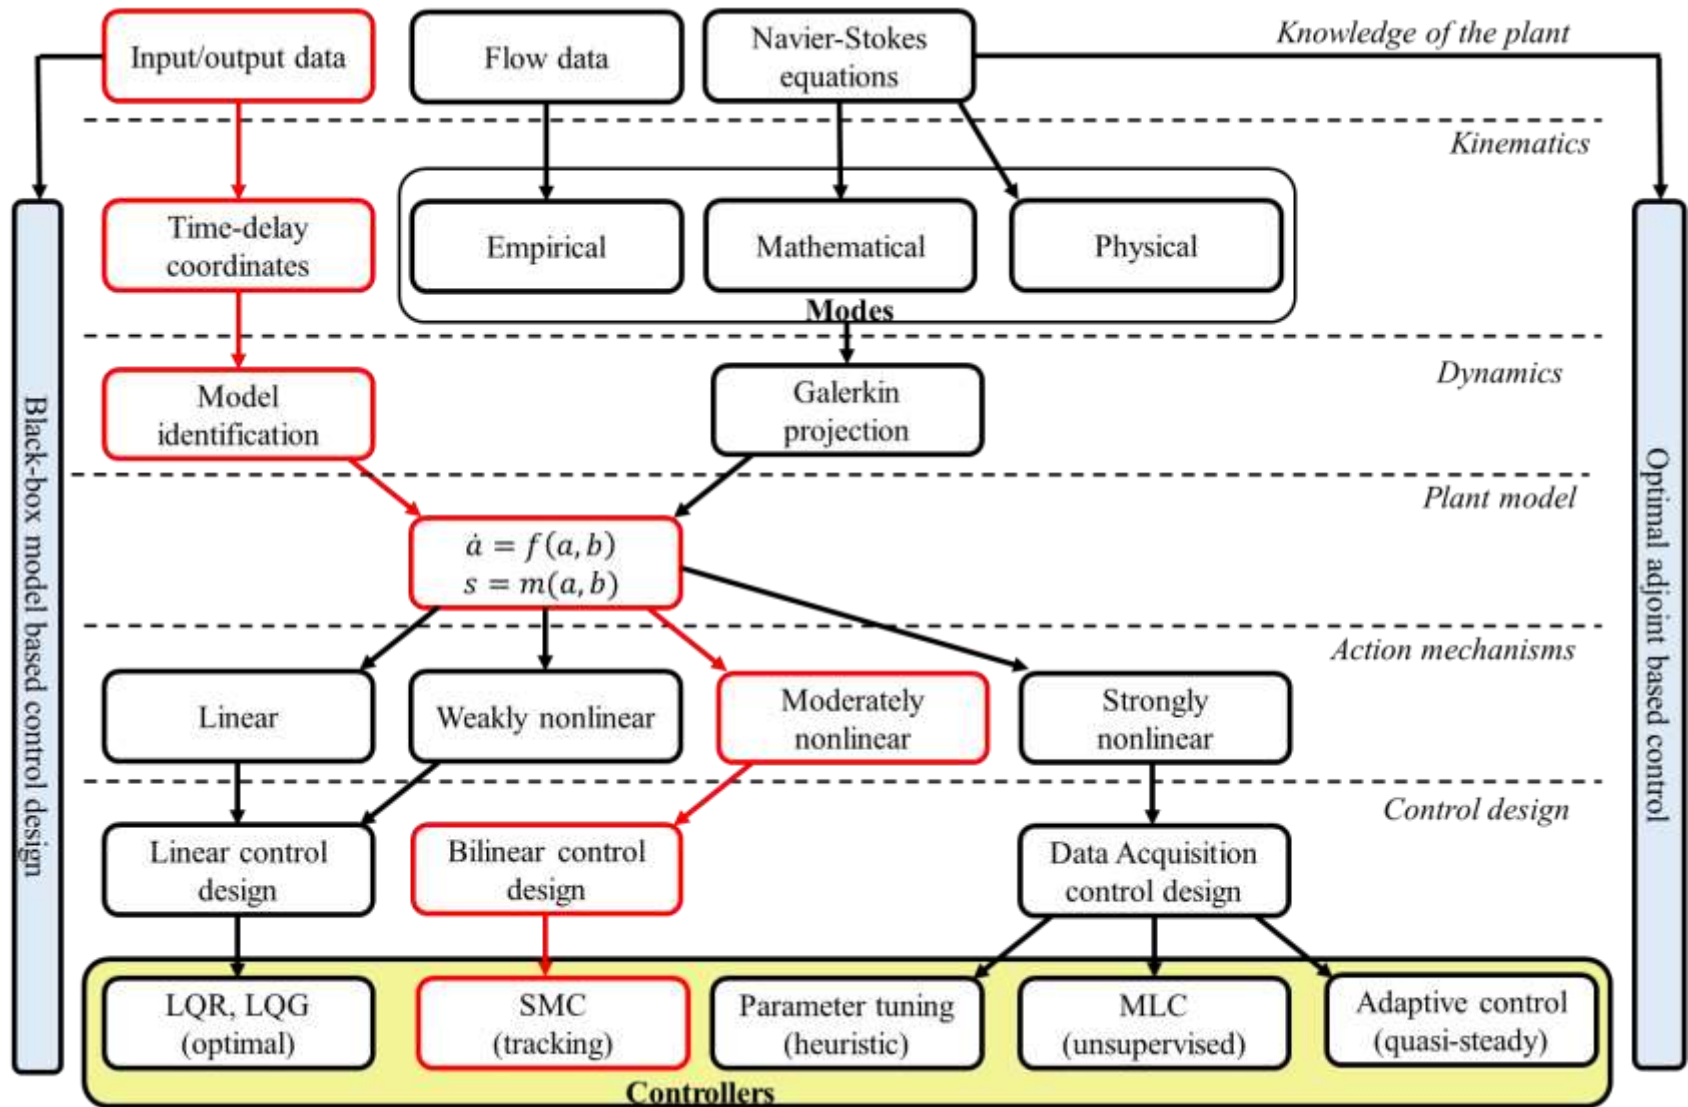 Input/output data
Flow data
Navier-Stokes
equations
Knowledge of the plant
Kinematics
Time-delay
coordinates
Empirical
Mathematical
Physical
Modes
Dynamics
Model
identification
Galerkin
projection
Plant model
ȧ = f(a, b)
s = m(a, b)
Action mechanisms
Linear
Weakly nonlinear
Moderately
nonlinear
Strongly
nonlinear
Control design
Linear control
design
Bilinear control
design
Data Acquisition
control design
LQR, LQG
(optimal)
SMC
(tracking)
Parameter tuning
(heuristic)
MLC
(unsupervised)
Adaptive control
(quasi-steady)
Controllers
Black-box model based control design
Optimal adjoint based control